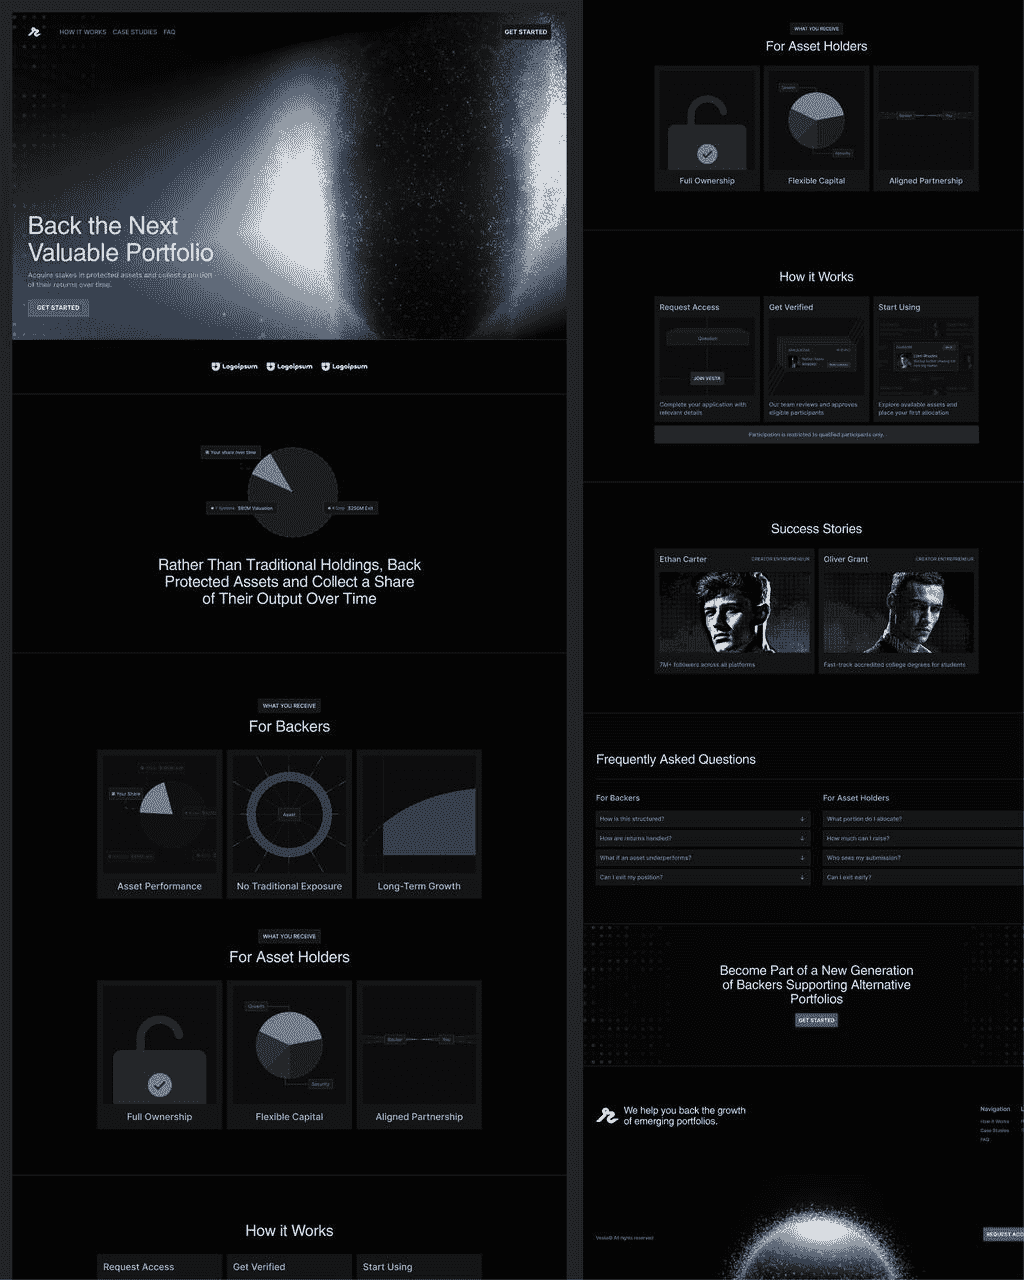 HOW IT WORKS CASE STUDIES FAQ
GET STARTED
Back the Next
Valuable Portfolio
Acquire stakes in protected assets and collect a portion
of their returns over time.
GET STARTED
Logoipsum Logoipsum Logoipsum
Your share over time
$80M Valuation
$250M Exit
Rather Than Traditional Holdings, Back
Protected Assets and Collect a Share
of Their Output Over Time
WHAT YOU RECEIVE
For Backers
Your Share
Asset
Asset Performance
No Traditional Exposure
Long-Term Growth
WHAT YOU RECEIVE
For Asset Holders
Growth
Security
Backer
You
Full Ownership
Flexible Capital
Aligned Partnership
How it Works
Request Access
Get Verified
Start Using
WHAT YOU RECEIVE
For Asset Holders
Growth
Security
Backer
You
Full Ownership
Flexible Capital
Aligned Partnership
How it Works
Request Access
Get Verified
Start Using
Question
JOIN VESTA
Liam Rhodes
Complete your application with
relevant details
Our team reviews and approves
eligible participants
Explore available assets and
place your first allocation
Participation is restricted to qualified participants only.
Success Stories
Ethan Carter
CREATOR ENTREPRENEUR
Oliver Grant
CREATOR ENTREPRENEUR
7M+ followers across all platforms
Fast-track accredited college degrees for students
Frequently Asked Questions
For Backers
How is this structured?
How are returns handled?
What if an asset underperforms?
Can I exit my position?
For Asset Holders
What portion do I allocate?
How much can I raise?
Who sees my submission?
Can I exit early?
Become Part of a New Generation
of Backers Supporting Alternative
Portfolios
GET STARTED
We help you back the growth
of emerging portfolios.
Navigation
How it Works
Case Studies
FAQ
Vesta© All rights reserved
REQUEST ACC